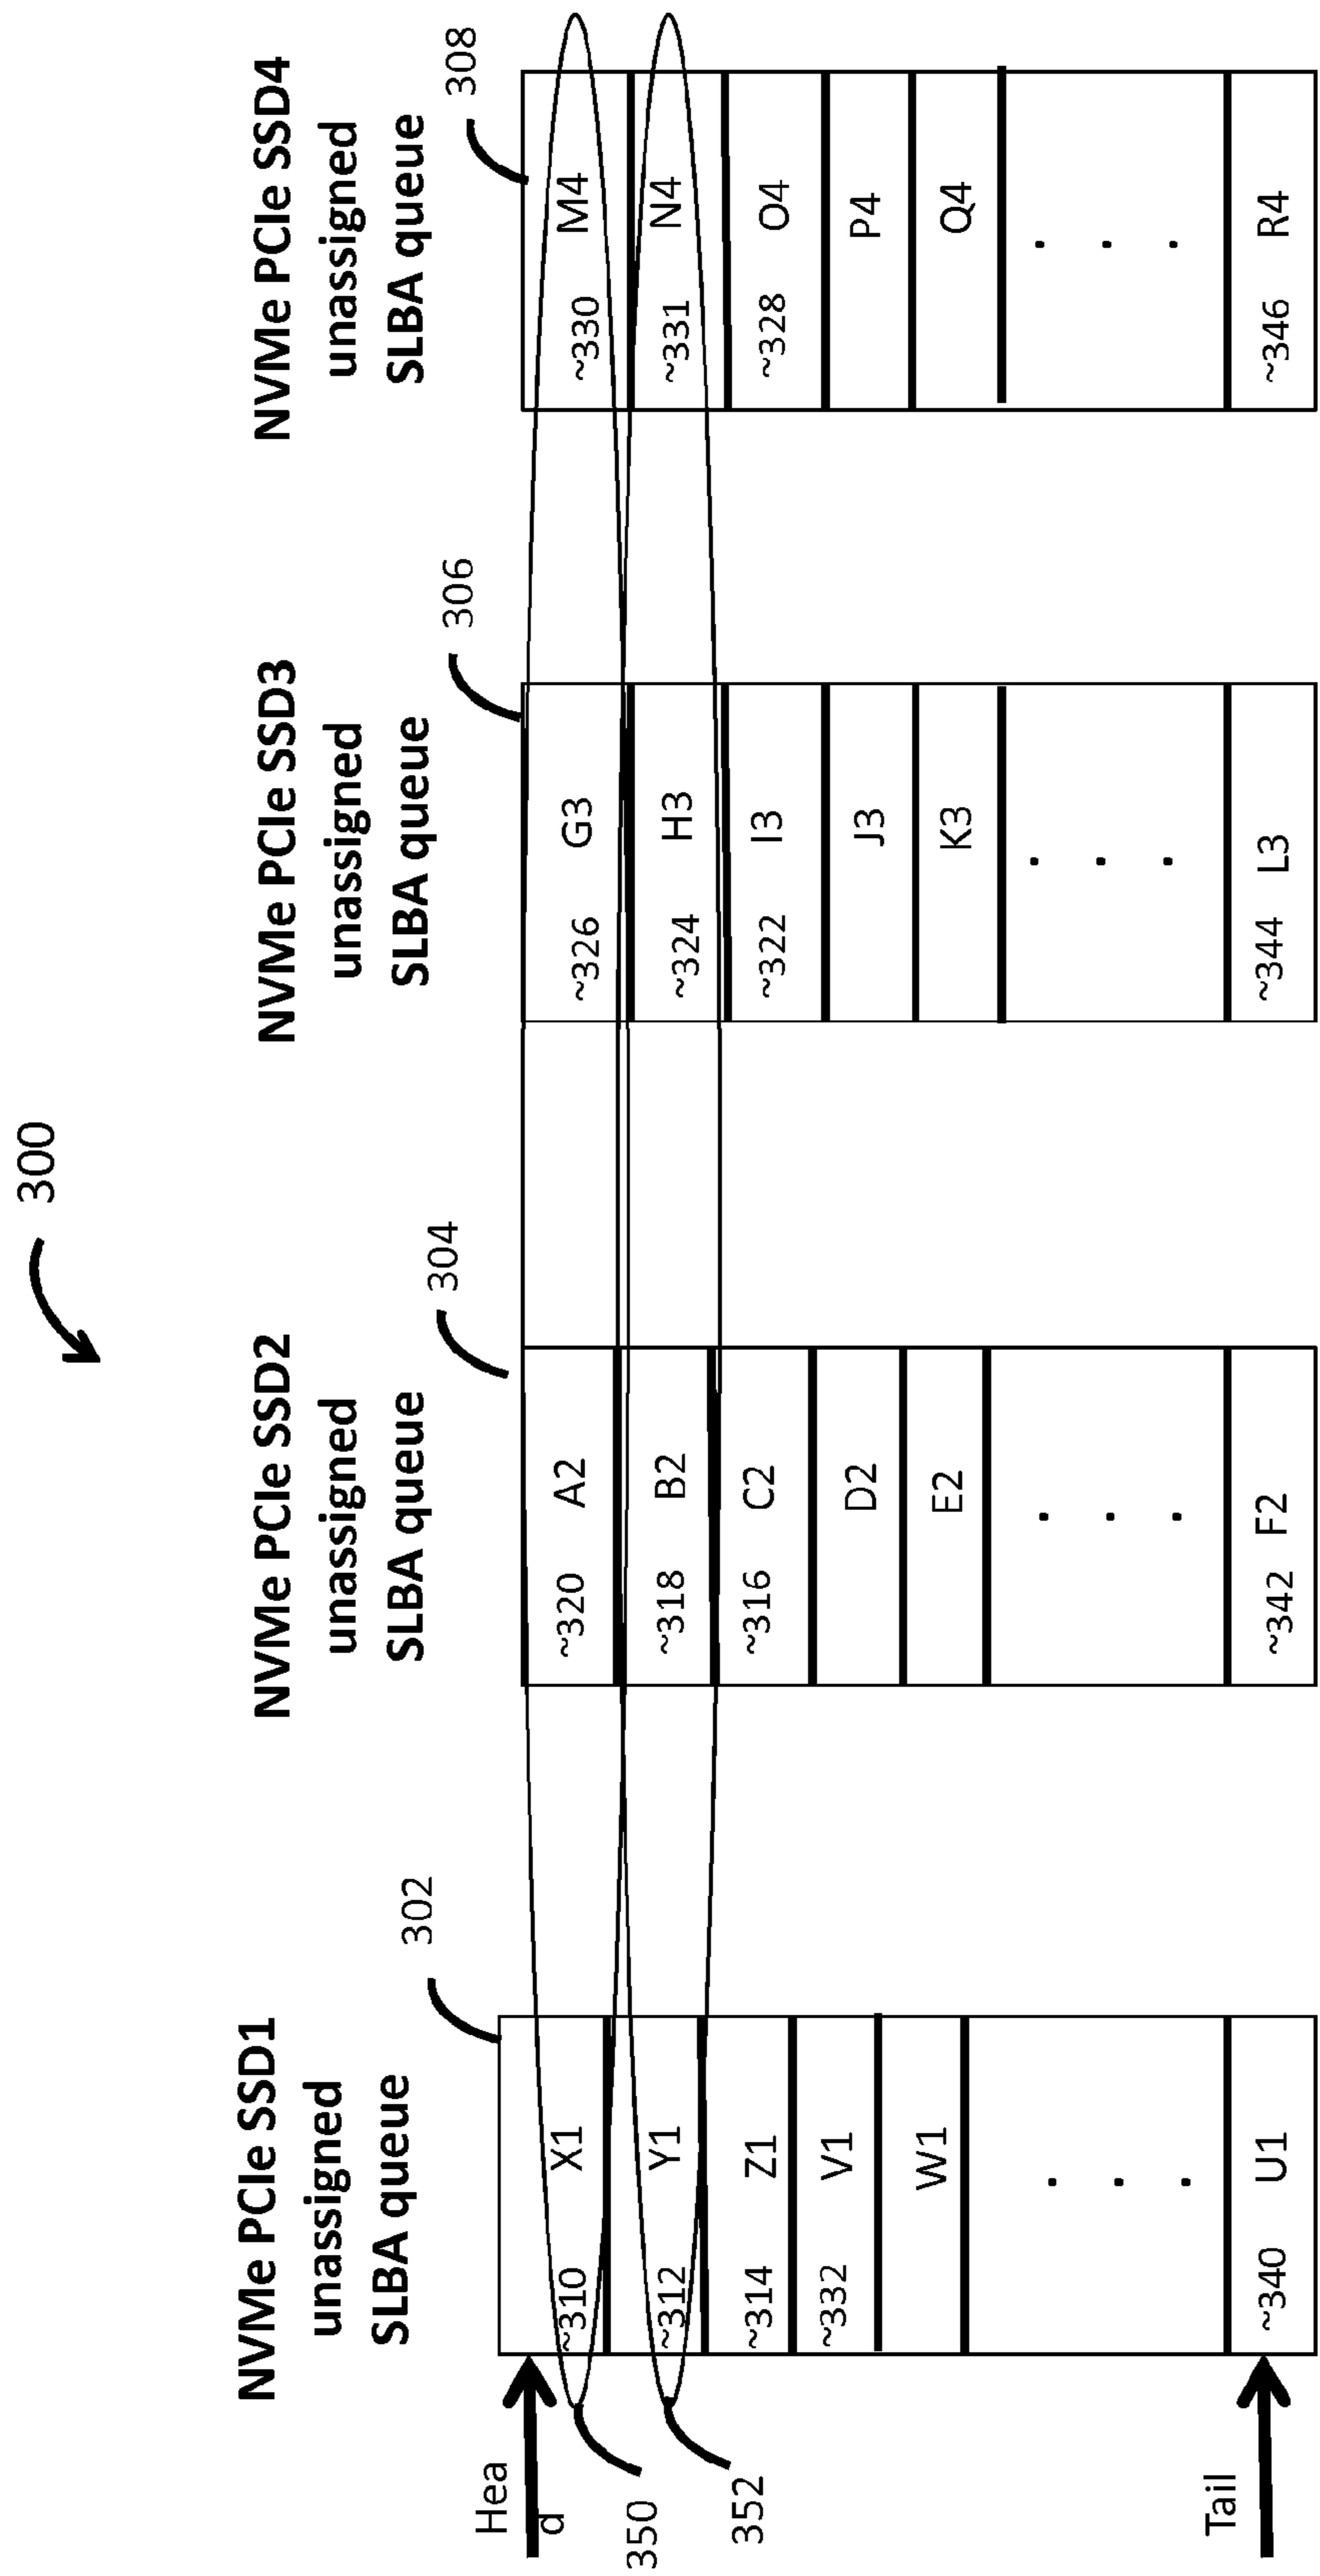 300
NVMe PCIe SSD1
unassigned
SLBA queue
302
~310 X1
~312 Y1
~314 Z1
~332 V1
W1
. . .
~340 U1
NVMe PCIe SSD2
unassigned
SLBA queue
304
~320 A2
~318 B2
~316 C2
D2
E2
. . .
~342 F2
NVMe PCIe SSD3
unassigned
SLBA queue
306
~326 G3
~324 H3
~322 I3
J3
K3
. . .
~344 L3
NVMe PCIe SSD4
unassigned
SLBA queue
308
~330 M4
~331 N4
~328 O4
P4
Q4
. . .
~346 R4
Hea
d
350
352
Tail